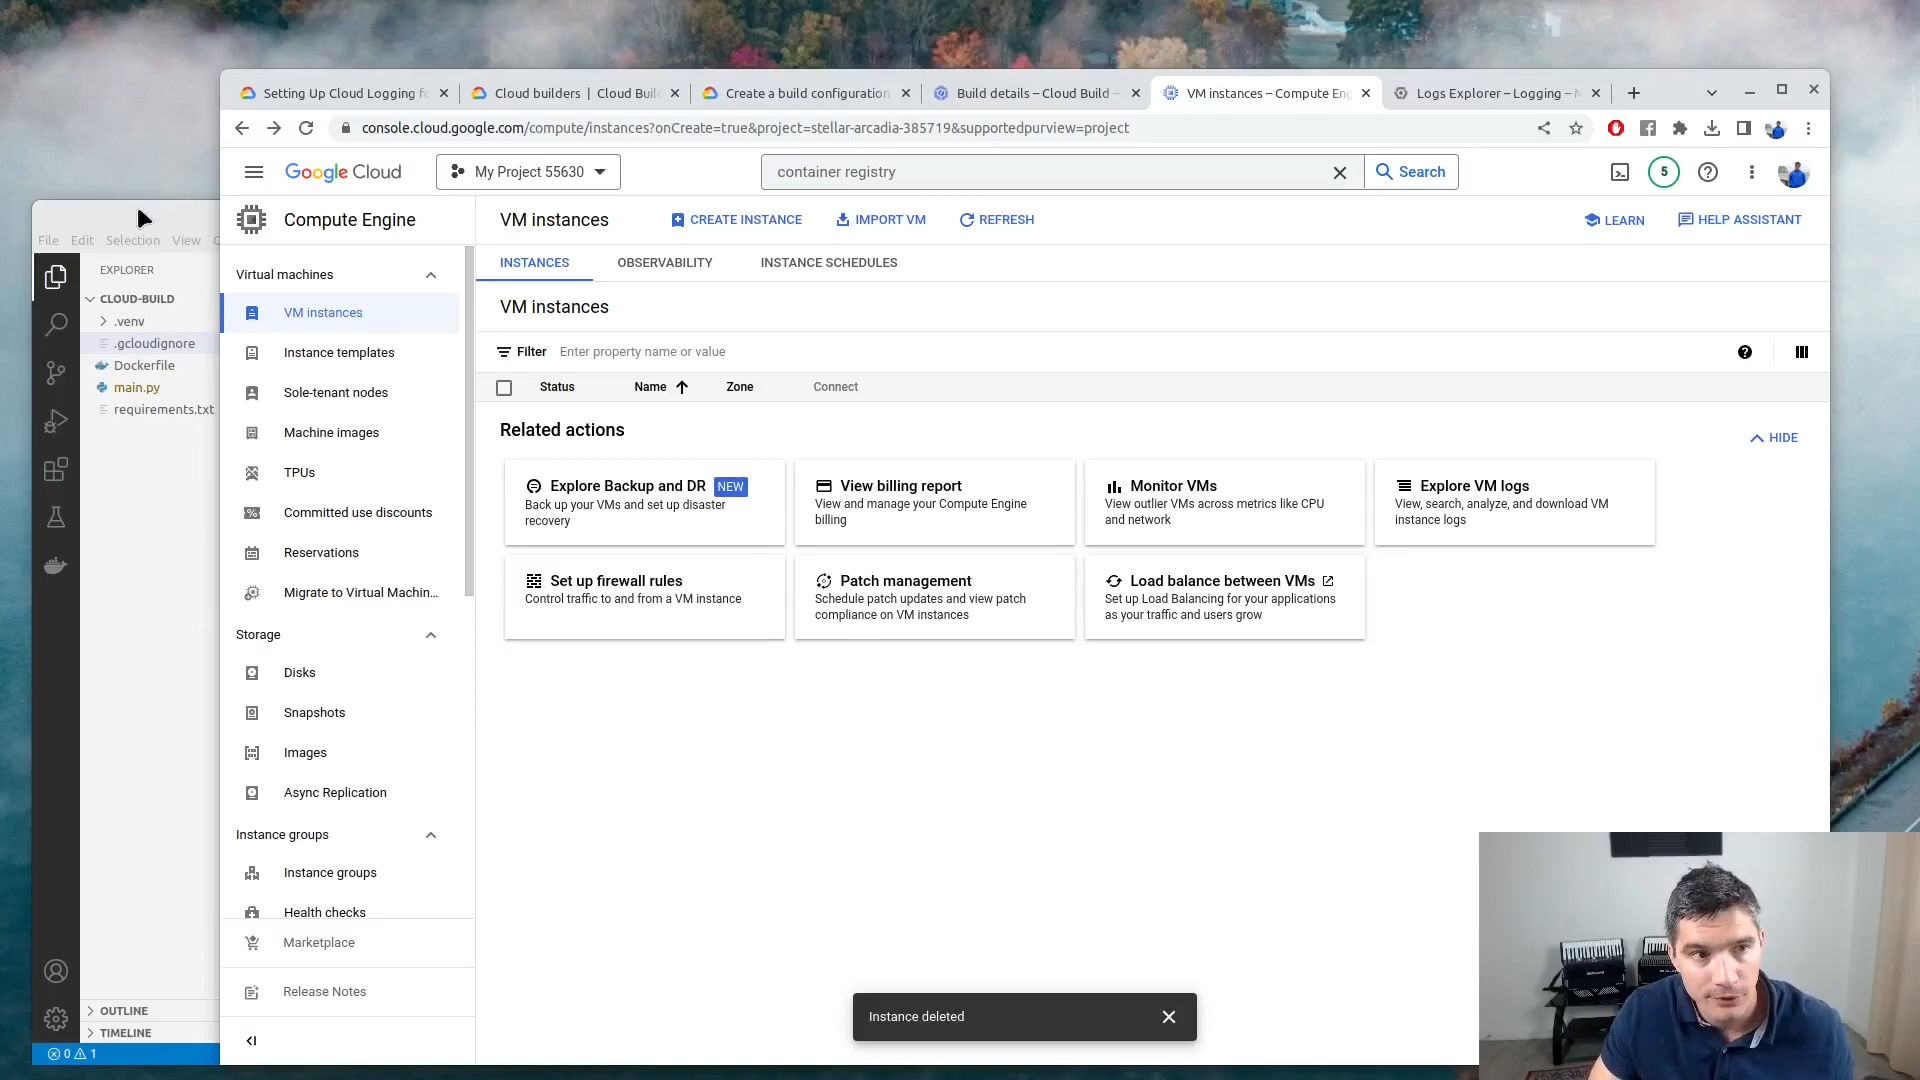 Setting Up Cloud Logging fo
Cloud builders | Cloud Buil
Create a build configuration
Build details – Cloud Build –
VM instances – Compute Eng
Logs Explorer – Logging – M
console.cloud.google.com/compute/instances?onCreate=true&project=stellar-arcadia-385719&supportedpurview=project
Google Cloud
My Project 55630
container registry
Search
5
File Edit Selection View G
EXPLORER
CLOUD-BUILD
.venv
.gcloudignore
Dockerfile
main.py
requirements.txt
OUTLINE
TIMELINE
0 1
Compute Engine
Virtual machines
VM instances
Instance templates
Sole-tenant nodes
Machine images
TPUs
Committed use discounts
Reservations
Migrate to Virtual Machin...
Storage
Disks
Snapshots
Images
Async Replication
Instance groups
Instance groups
Health checks
Marketplace
Release Notes
VM instances
CREATE INSTANCE
IMPORT VM
REFRESH
LEARN
HELP ASSISTANT
INSTANCES
OBSERVABILITY
INSTANCE SCHEDULES
VM instances
Filter Enter property name or value
Status Name Zone Connect
Related actions
HIDE
Explore Backup and DR NEW
Back up your VMs and set up disaster
recovery
View billing report
View and manage your Compute Engine
billing
Monitor VMs
View outlier VMs across metrics like CPU
and network
Explore VM logs
View, search, analyze, and download VM
instance logs
Set up firewall rules
Control traffic to and from a VM instance
Patch management
Schedule patch updates and view patch
compliance on VM instances
Load balance between VMs
Set up Load Balancing for your applications
as your traffic and users grow
Instance deleted